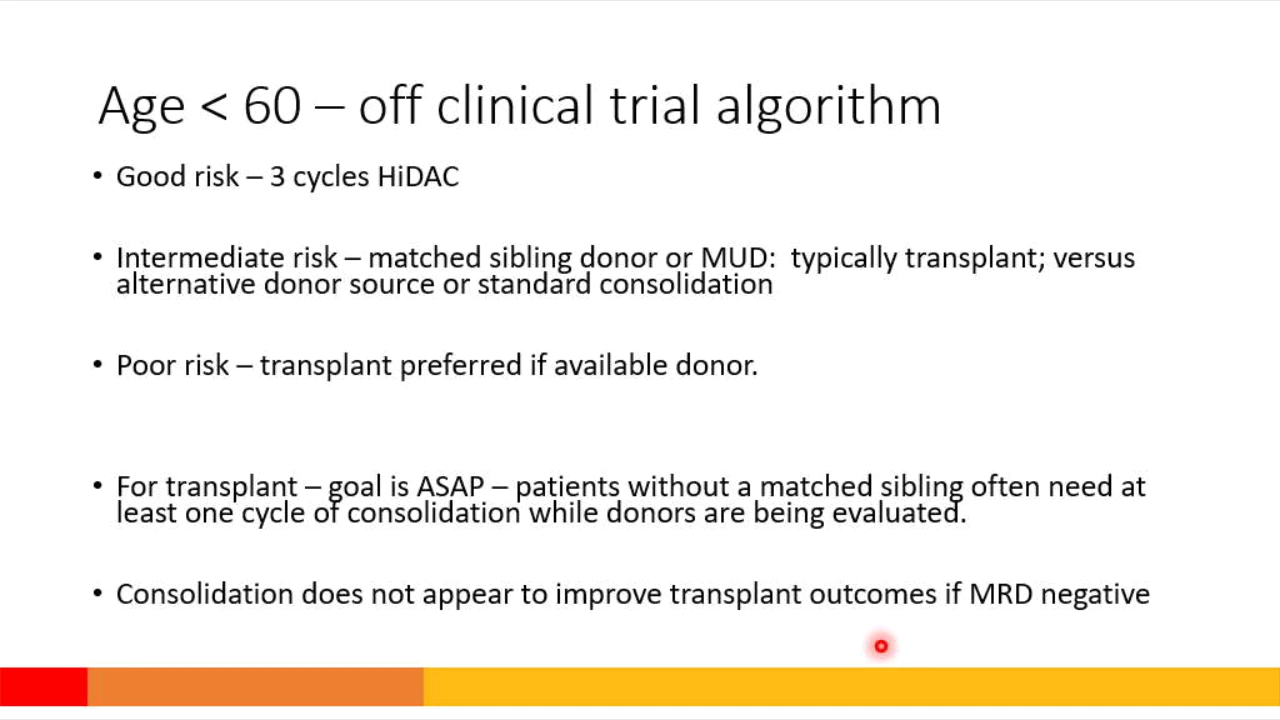 Age < 60 – off clinical trial algorithm
• Good risk – 3 cycles HiDAC
• Intermediate risk – matched sibling donor or MUD:  typically transplant; versus
alternative donor source or standard consolidation
• Poor risk – transplant preferred if available donor.
• For transplant – goal is ASAP – patients without a matched sibling often need at
least one cycle of consolidation while donors are being evaluated.
• Consolidation does not appear to improve transplant outcomes if MRD negative